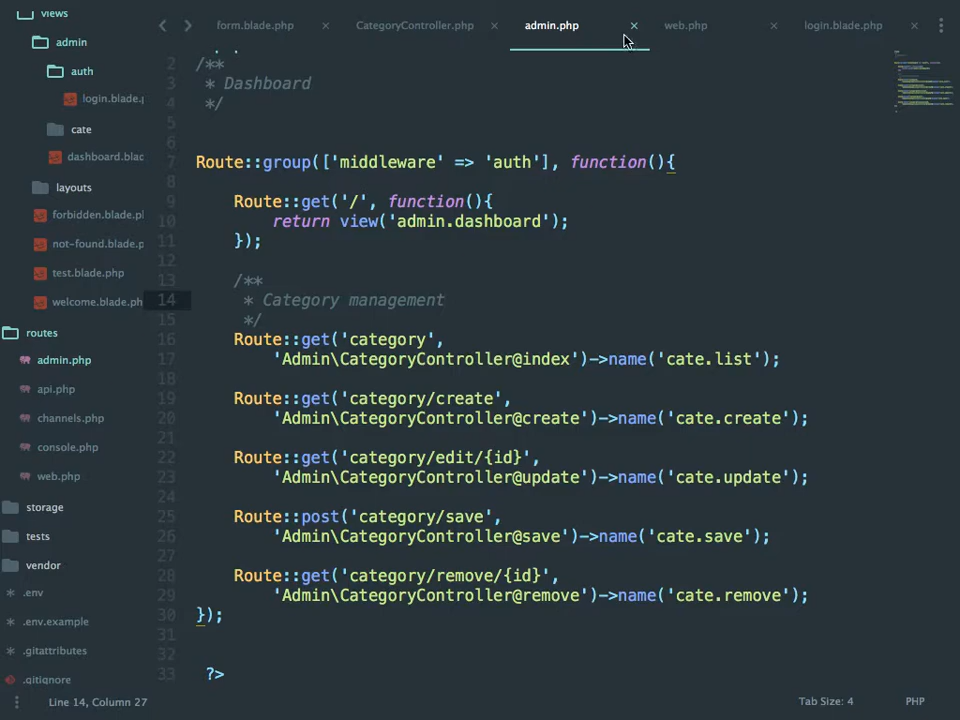 views
admin
auth
login.blade.p
cate
dashboard.blac
layouts
forbidden.blade.pl
not-found.blade.p
test.blade.php
welcome.blade.ph
routes
admin.php
api.php
channels.php
console.php
web.php
storage
tests
vendor
.env
.env.example
.gitattributes
.gitignore
form.blade.php
CategoryController.php
admin.php
web.php
login.blade.php
2 /**
3 * Dashboard
4 */
5
6
7 Route::group(['middleware' => 'auth'], function(){
8
9 Route::get('/', function(){
10 return view('admin.dashboard');
11 });
12
13 /**
14 * Category management
15 */
16 Route::get('category',
17 'Admin\CategoryController@index')->name('cate.list');
18
19 Route::get('category/create',
20 'Admin\CategoryController@create')->name('cate.create');
21
22 Route::get('category/edit/{id}',
23 'Admin\CategoryController@update')->name('cate.update');
24
25 Route::post('category/save',
26 'Admin\CategoryController@save')->name('cate.save');
27
28 Route::get('category/remove/{id}',
29 'Admin\CategoryController@remove')->name('cate.remove');
30 });
31
32
33 ?>
Line 14, Column 27
Tab Size: 4
PHP